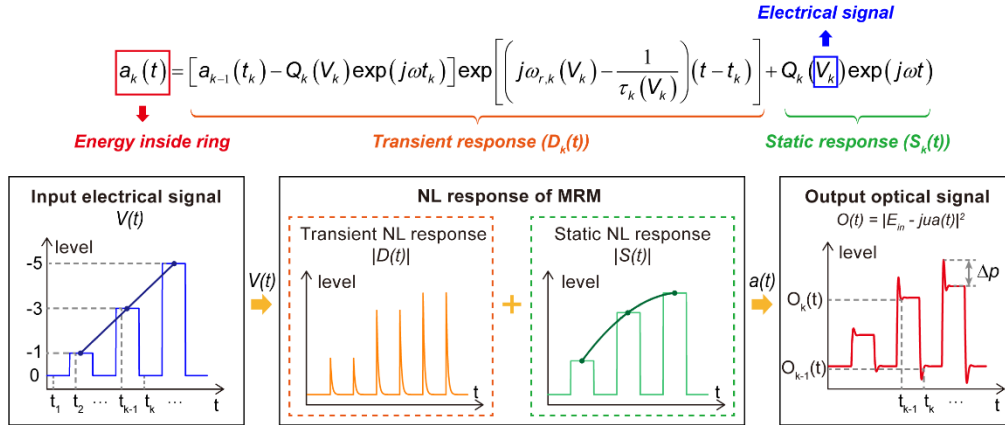 Electrical signal
a_k(t) = [a_{k-1}(t_k) - Q_k(V_k)exp(jωt_k)]exp[(jω_{r,k}(V_k) - 1/τ_k(V_k))(t - t_k)] + Q_k(V_k)exp(jωt)
Energy inside ring
Transient response (D_k(t))
Static response (S_k(t))
Input electrical signal
V(t)
level
-5
-3
-1
0
t_1 t_2 ... t_{k-1} t_k ...
t
V(t)
NL response of MRM
Transient NL response
|D(t)|
level
t
+
Static NL response
|S(t)|
level
t
a(t)
Output optical signal
O(t) = |E_in - jua(t)|²
level
Δp
O_k(t)
O_{k-1}(t)
t_{k-1} t_k ...
t